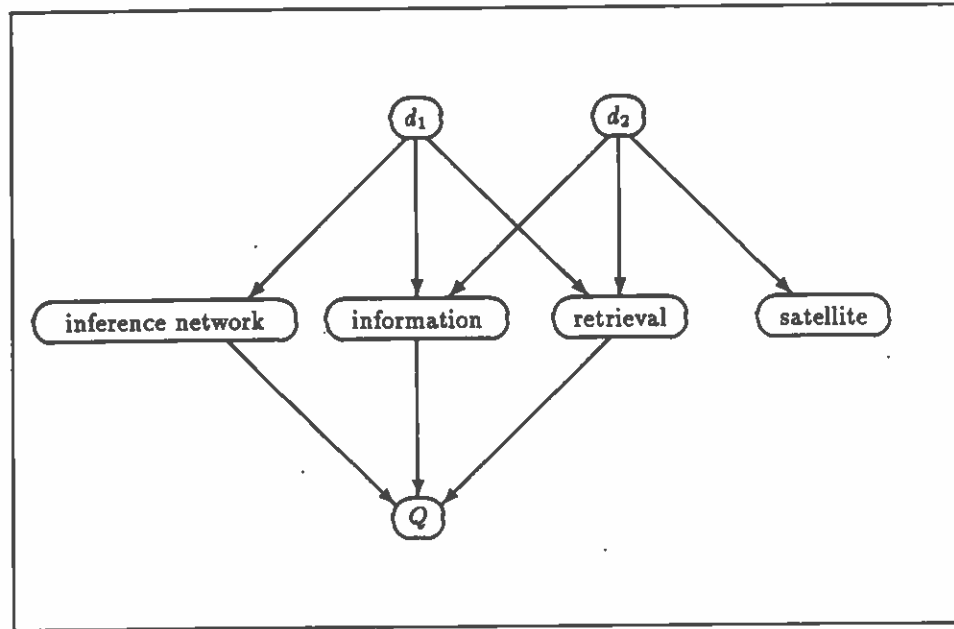 d₁ d₂
inference network information retrieval satellite
Q